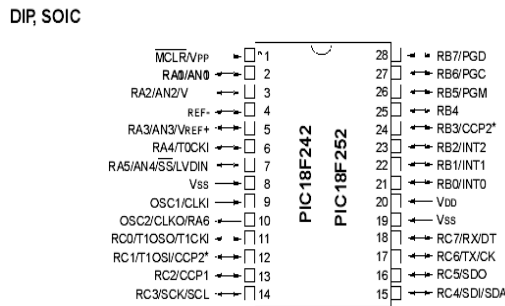 DIP, SOIC
MCLR/VPP 1 28 RB7/PGD
RA0/AN0 2 27 RB6/PGC
RA2/AN2/V 3 26 RB5/PGM
REF- 4 25 RB4
RA3/AN3/VREF+ 5 24 RB3/CCP2*
RA4/T0CKI 6 23 RB2/INT2
RA5/AN4/SS/LVDIN 7 22 RB1/INT1
VSS 8 21 RB0/INT0
OSC1/CLKI 9 20 VDD
OSC2/CLKO/RA6 10 19 VSS
RC0/T1OSO/T1CKI 11 18 RC7/RX/DT
RC1/T1OSI/CCP2* 12 17 RC6/TX/CK
RC2/CCP1 13 16 RC5/SDO
RC3/SCK/SCL 14 15 RC4/SDI/SDA
PIC18F242
PIC18F252